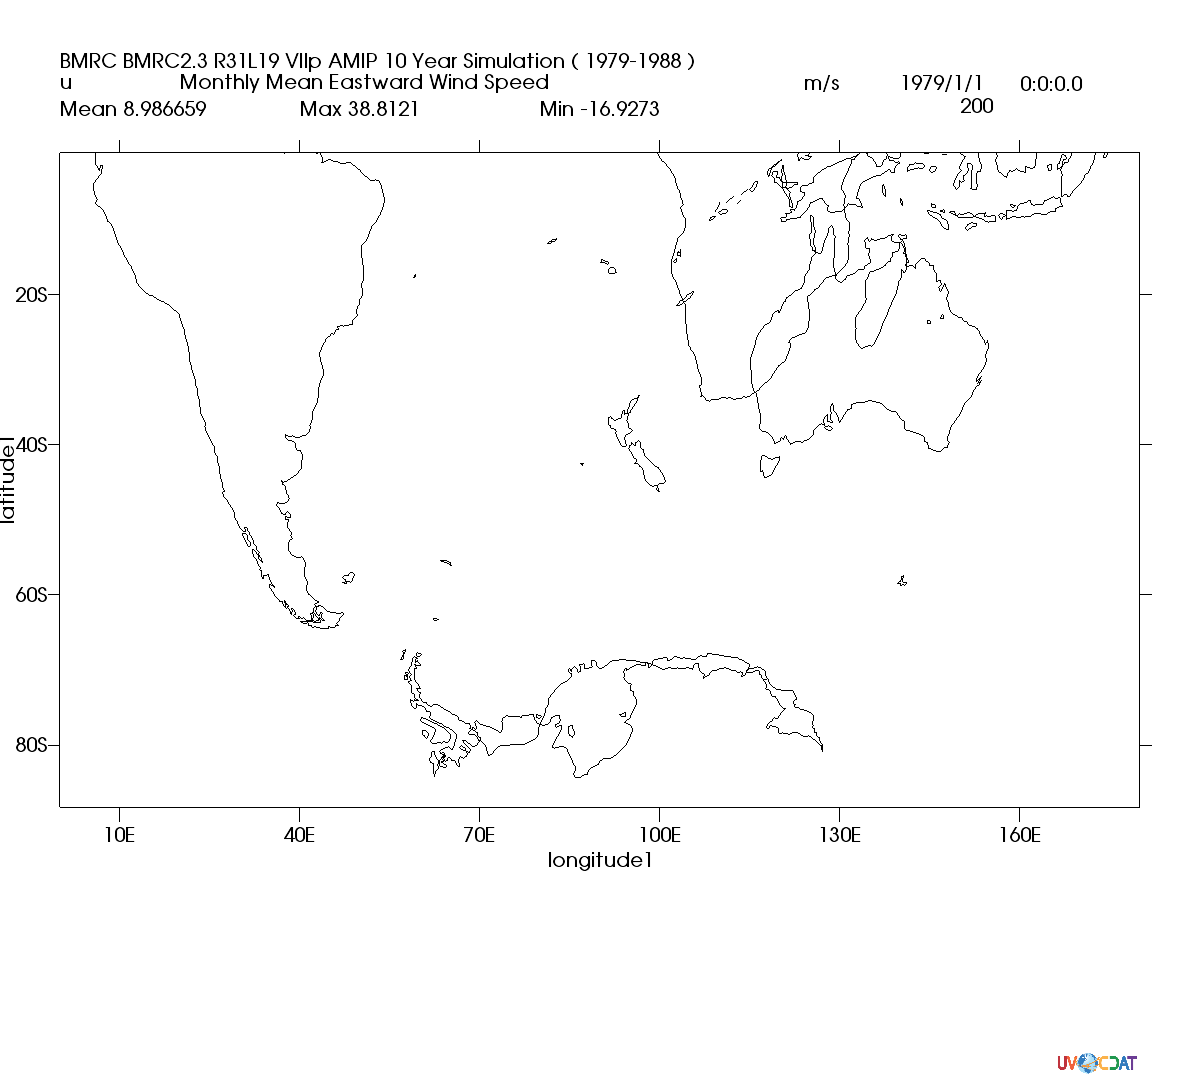 BMRC BMRC2.3 R31L19 VIIp AMIP 10 Year Simulation ( 1979-1988 )
u Monthly Mean Eastward Wind Speed m/s 1979/1/1 0:0:0.0
Mean 8.986659 Max 38.8121 Min -16.9273 200
20S
40S
60S
80S
latitude1
10E 40E 70E 100E 130E 160E
longitude1
UV CDAT